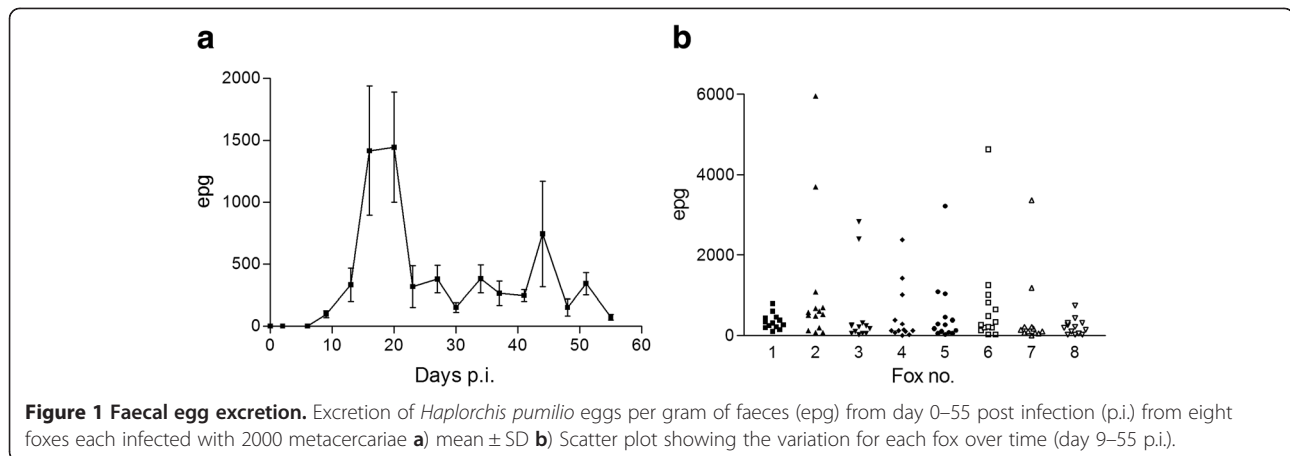 a
b
2000
1500
1000
500
0
epg
0 10 20 30 40 50 60
Days p.i.
6000
4000
2000
0
epg
1 2 3 4 5 6 7 8
Fox no.
Figure 1 Faecal egg excretion. Excretion of Haplorchis pumilio eggs per gram of faeces (epg) from day 0–55 post infection (p.i.) from eight
foxes each infected with 2000 metacercariae a) mean ± SD b) Scatter plot showing the variation for each fox over time (day 9–55 p.i.).